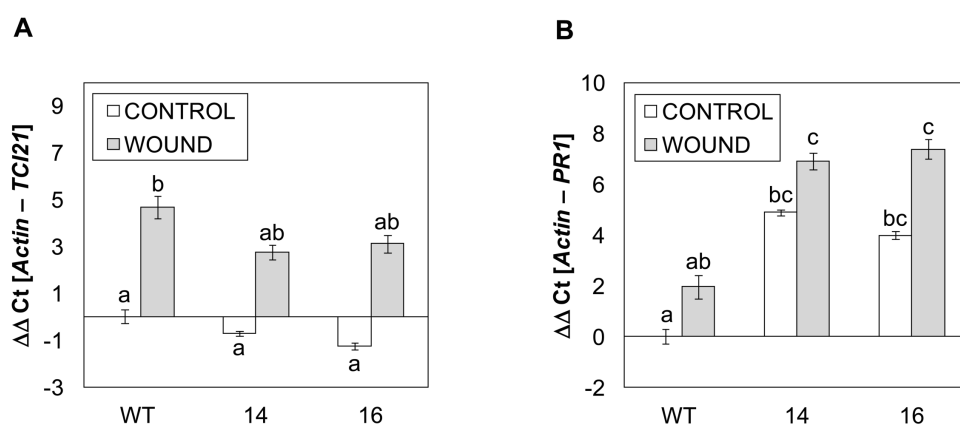 A
ΔΔ Ct [Actin – TCI21]
9
7
5
3
1
-1
-3
CONTROL
WOUND
a
b
a
ab
a
ab
WT
14
16
B
ΔΔ Ct [Actin – PR1]
10
8
6
4
2
0
-2
CONTROL
WOUND
a
ab
bc
c
bc
c
WT
14
16